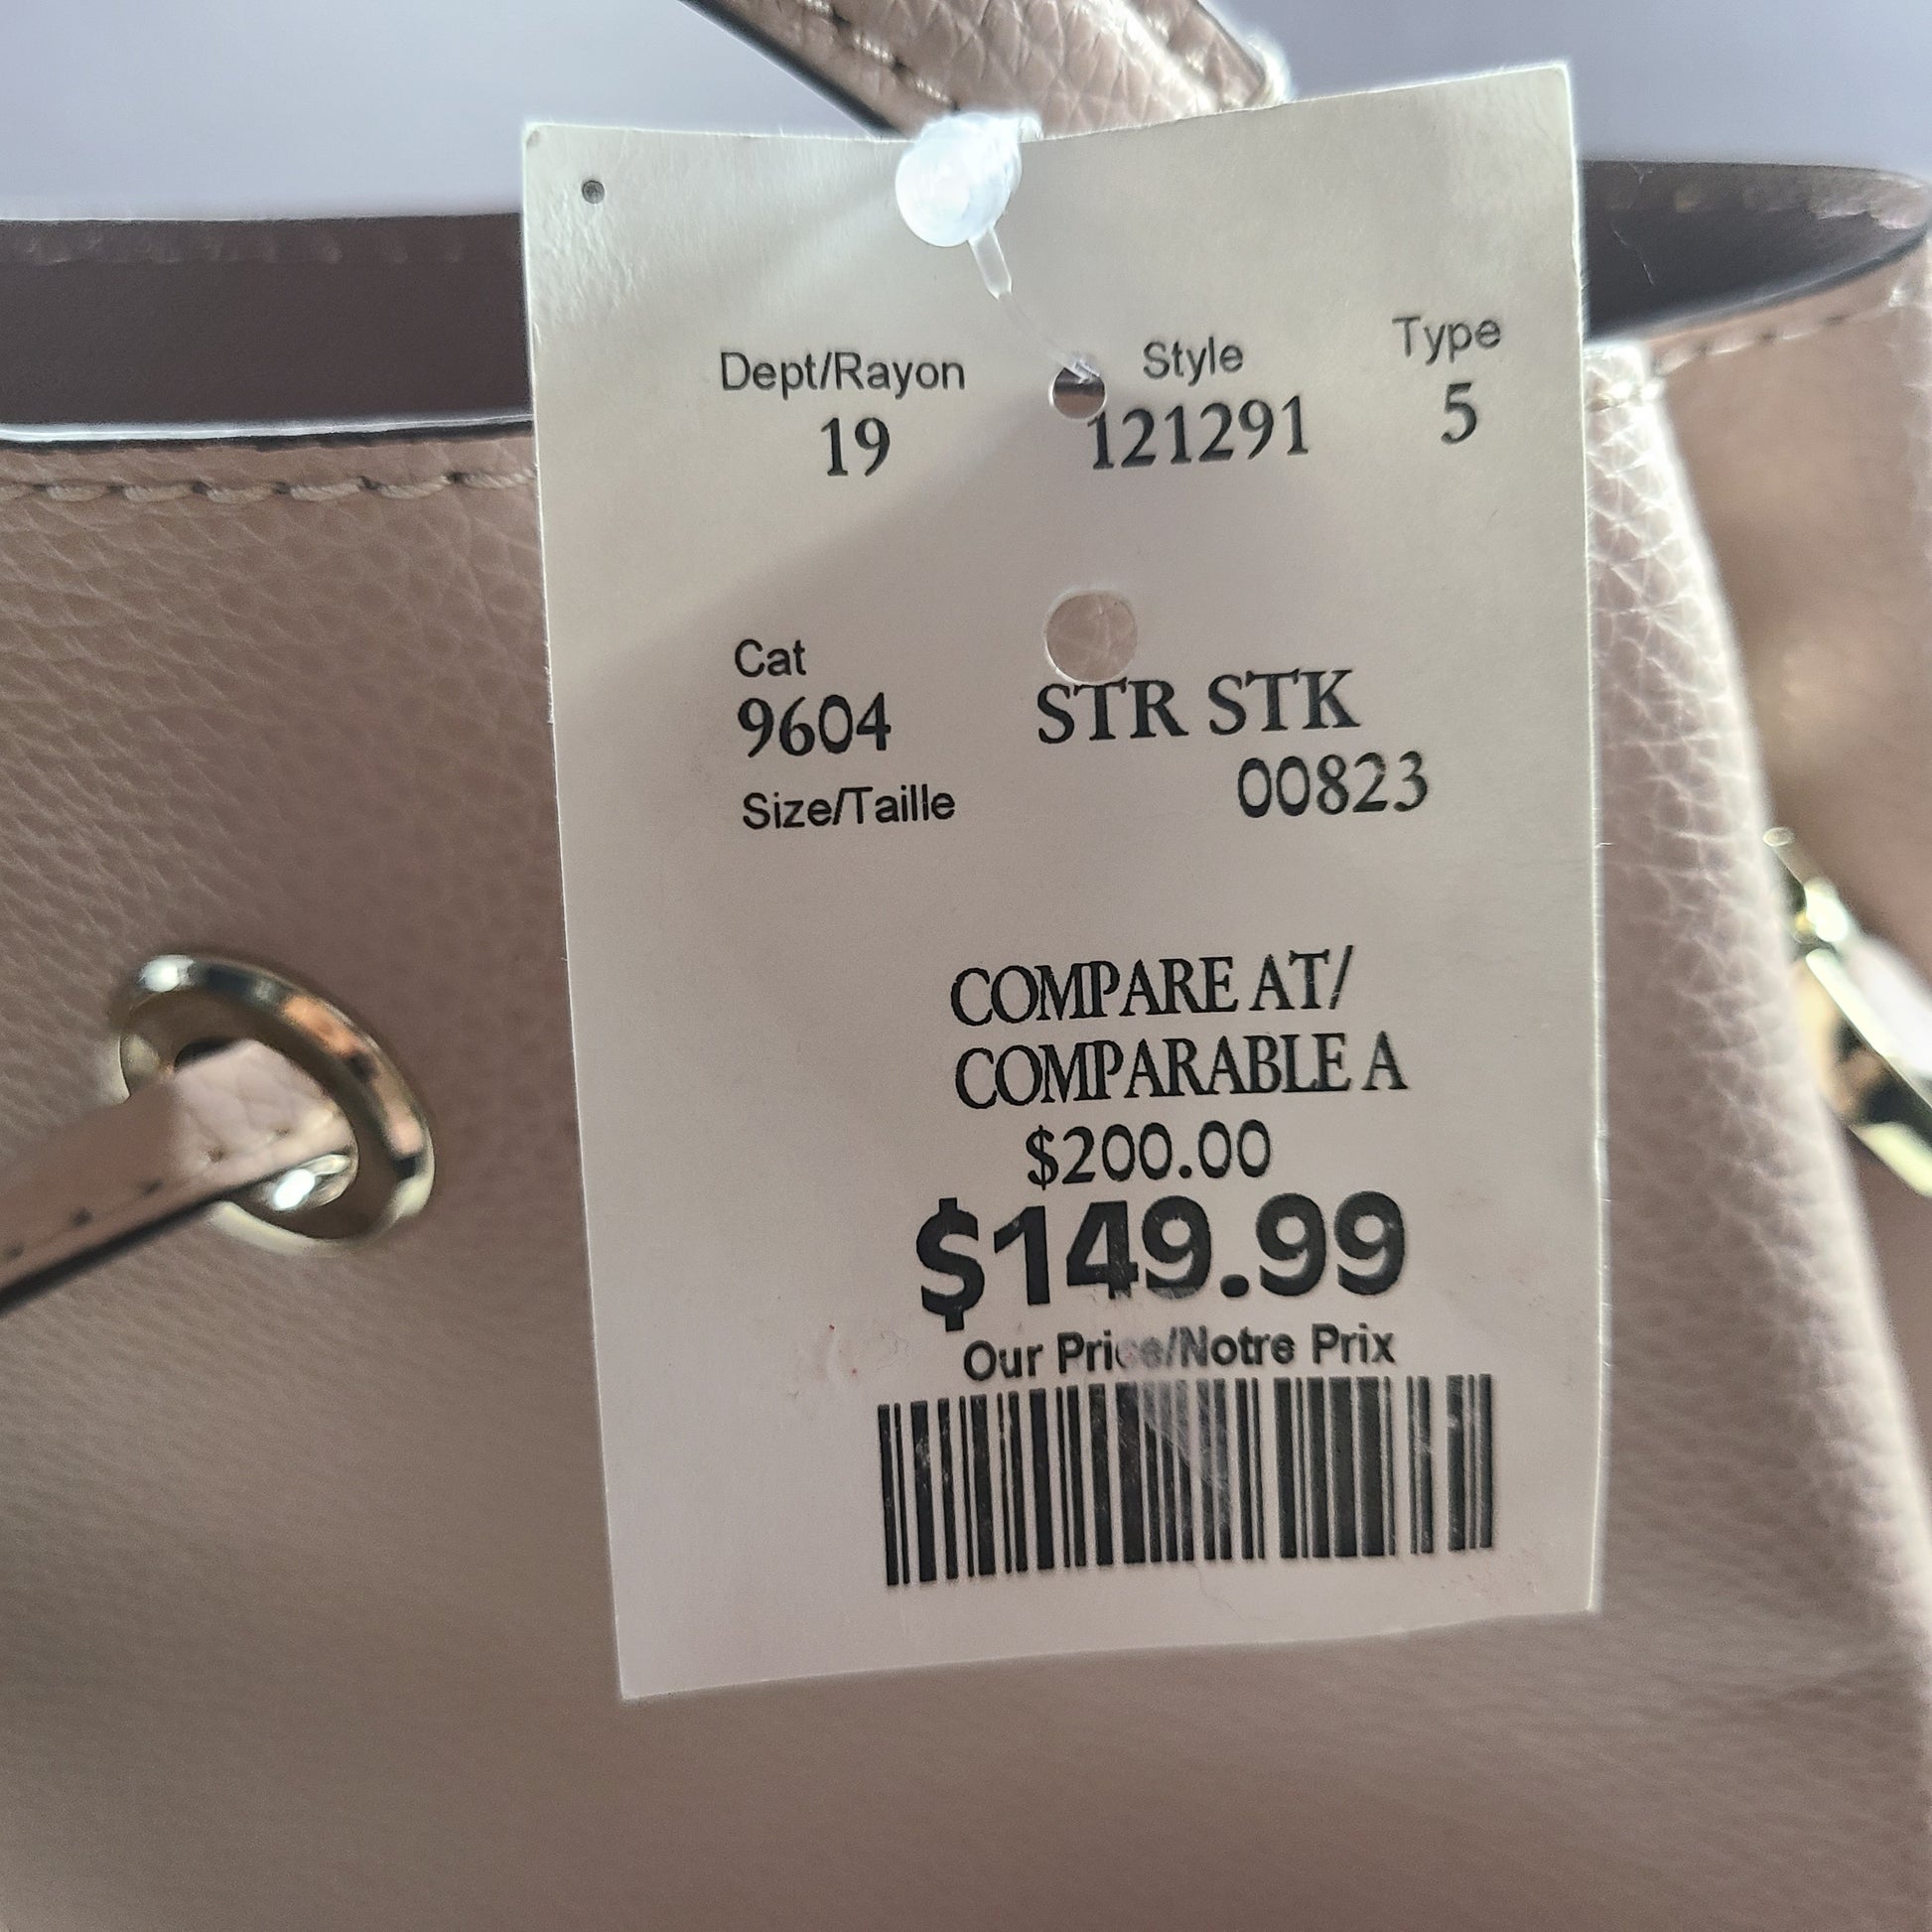 Dept/Rayon Style Type
19 121291 5
Cat
9604 STR STK
Size/Taille 00823
COMPARE AT/
COMPARABLE A
$200.00
$149.99
Our Price/Notre Prix